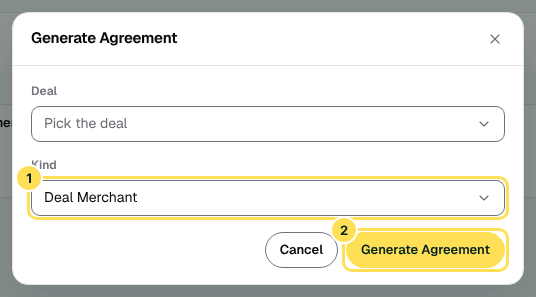 Generate Agreement
Deal
Pick the deal
Kind
1
Deal Merchant
2
Cancel
Generate Agreement